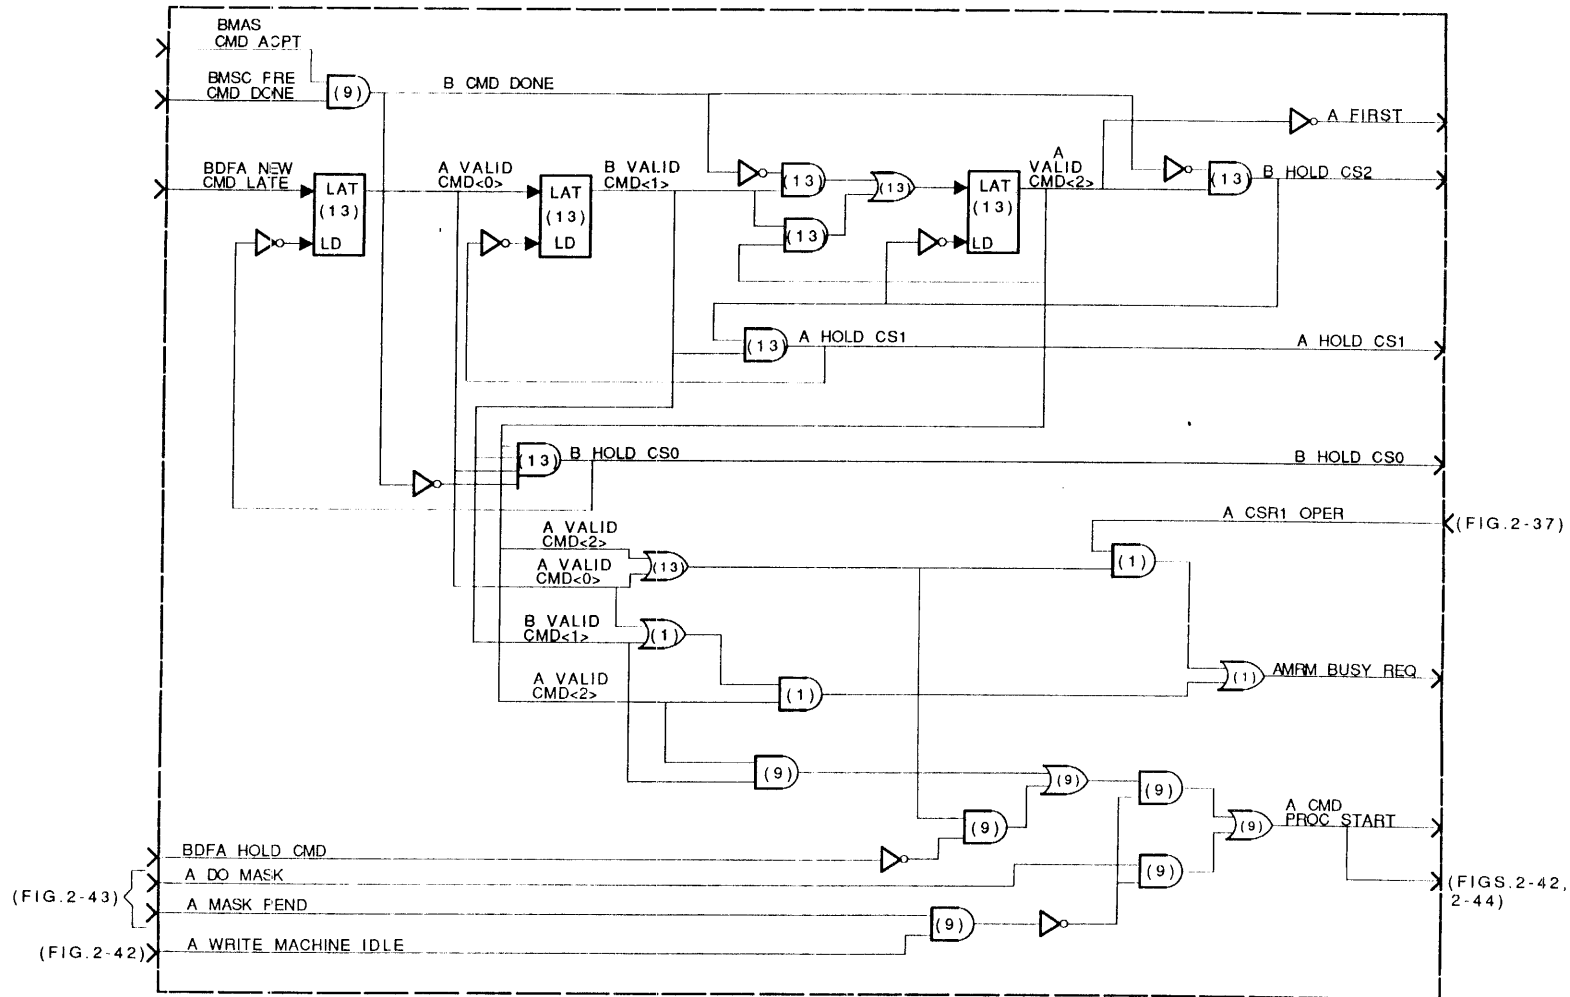 BMAS
CMD ACPT
BMSC PRE
CMD DONE
(9)
B CMD DONE
A FIRST
BDFA NEW
CMD LATE
LAT
(13)
LD
A VALID
CMD<0>
LAT
(13)
LD
B VALID
CMD<1>
(13)
(13)
(13)
LAT
(13)
LD
A
VALID
CMD<2>
(13)
B HOLD CS2
(13)
A HOLD CS1
A HOLD CS1
(13)
B HOLD CS0
B HOLD CS0
A CSR1 OPER
(FIG.2-37)
A VALID
CMD<2>
(13)
A VALID
CMD<0>
(1)
B VALID
CMD<1>
(1)
A VALID
CMD<2>
(1)
(1)
AMRM BUSY REQ
(9)
(9)
(9)
(9)
(9)
A CMD
PROC START
BDFA HOLD CMD
A DO MASK
(9)
(FIG.2-43)
(FIGS.2-42,
2-44)
A MASK PEND
(9)
A WRITE MACHINE IDLE
(FIG.2-42)